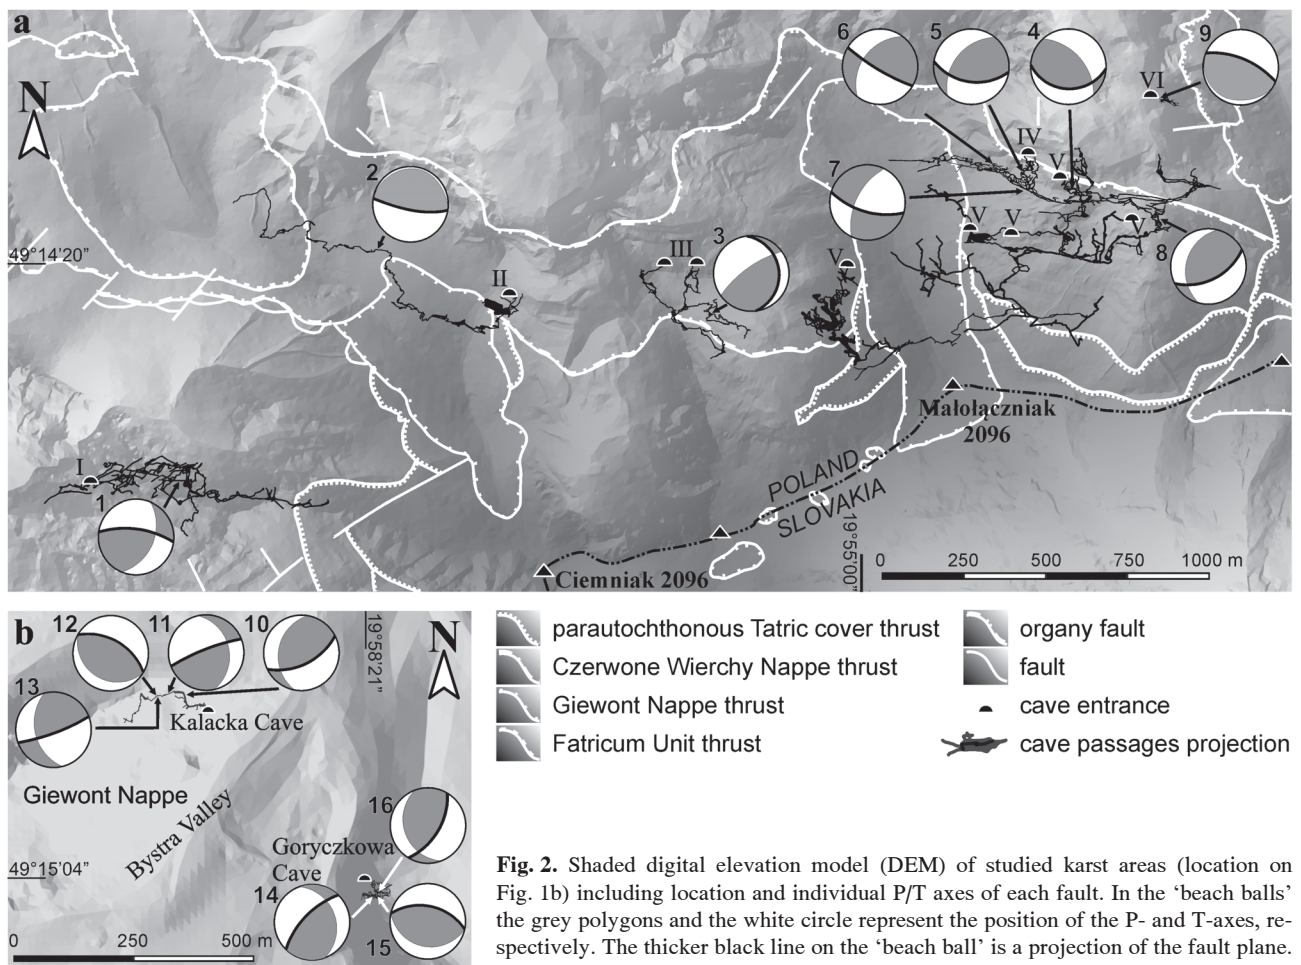 a
N
6
5
4
9
VI
2
IV
V
7
3
V
V
V
III
V
8
49°14'20"
II
Małołączniak
2096
I
1
POLAND
SLOVAKIA
19°55'00"
Ciemniak 2096
0 250 500 750 1000 m
b
12
11
10
19°58'21"
N
13
Kalacka Cave
Giewont Nappe
Bystra Valley
16
Goryczkowa
Cave
49°15'04"
14
15
0 250 500 m
parautochthonous Tatric cover thrust
Czerwone Wierchy Nappe thrust
Giewont Nappe thrust
Fatricum Unit thrust
organy fault
fault
cave entrance
cave passages projection
Fig. 2. Shaded digital elevation model (DEM) of studied karst areas (location on
Fig. 1b) including location and individual P/T axes of each fault. In the ‘beach balls’
the grey polygons and the white circle represent the position of the P- and T-axes, re-
spectively. The thicker black line on the ‘beach ball’ is a projection of the fault plane.